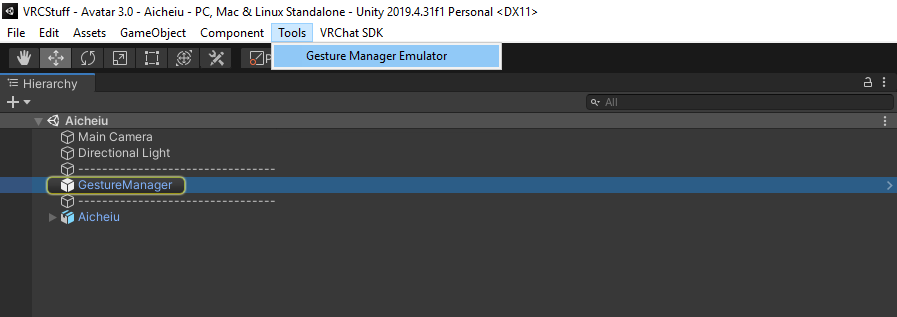 VRCStuff - Avatar 3.0 - Aicheiu - PC, Mac & Linux Standalone - Unity 2019.4.31f1 Personal <DX11>
File Edit Assets GameObject Component Tools VRChat SDK
Gesture Manager Emulator
Hierarchy
All
Aicheiu
Main Camera
Directional Light
-------------------------------
GestureManager
-------------------------------
Aicheiu